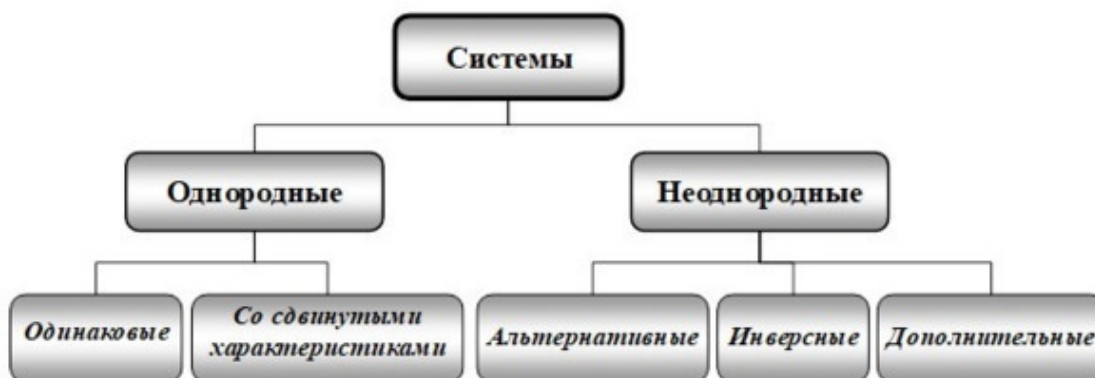 Системы
Однородные
Неоднородные
Одинаковые
Со сдвинутыми
характеристиками
Альтернативные
Инверсные
Дополнительные